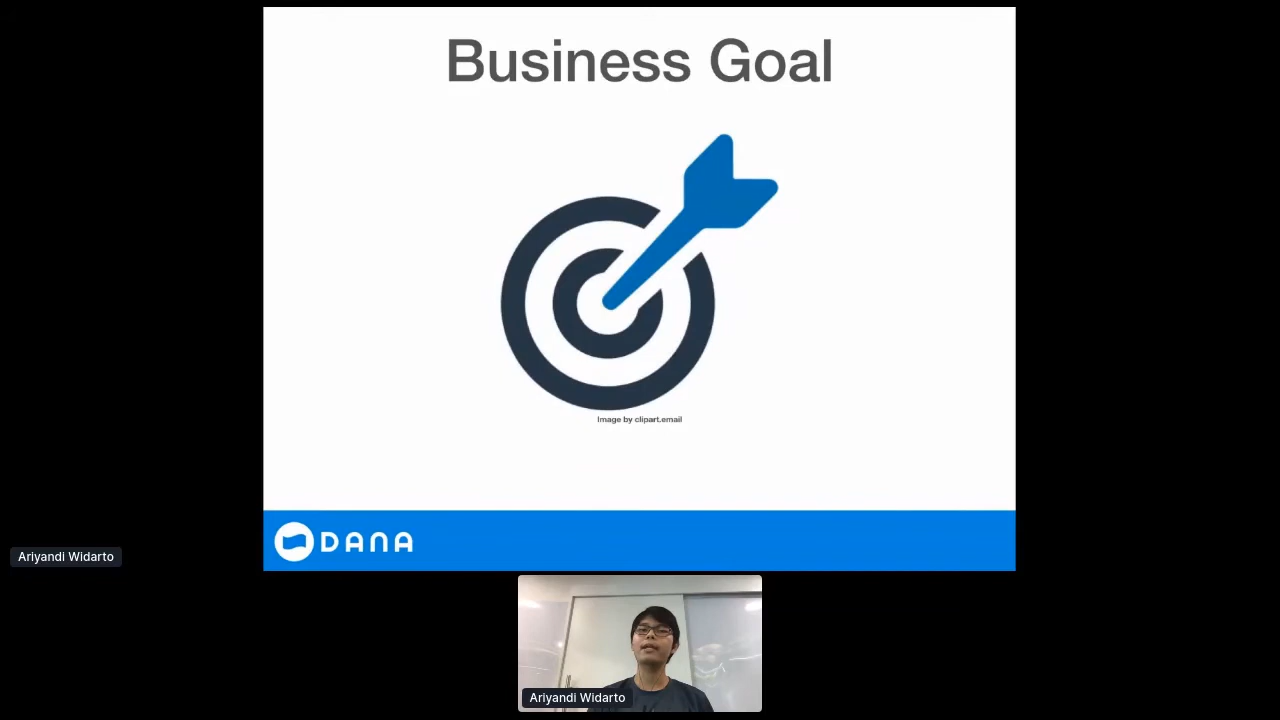 Business Goal
Image by clipart.email
DANA
Ariyandi Widarto
Ariyandi Widarto